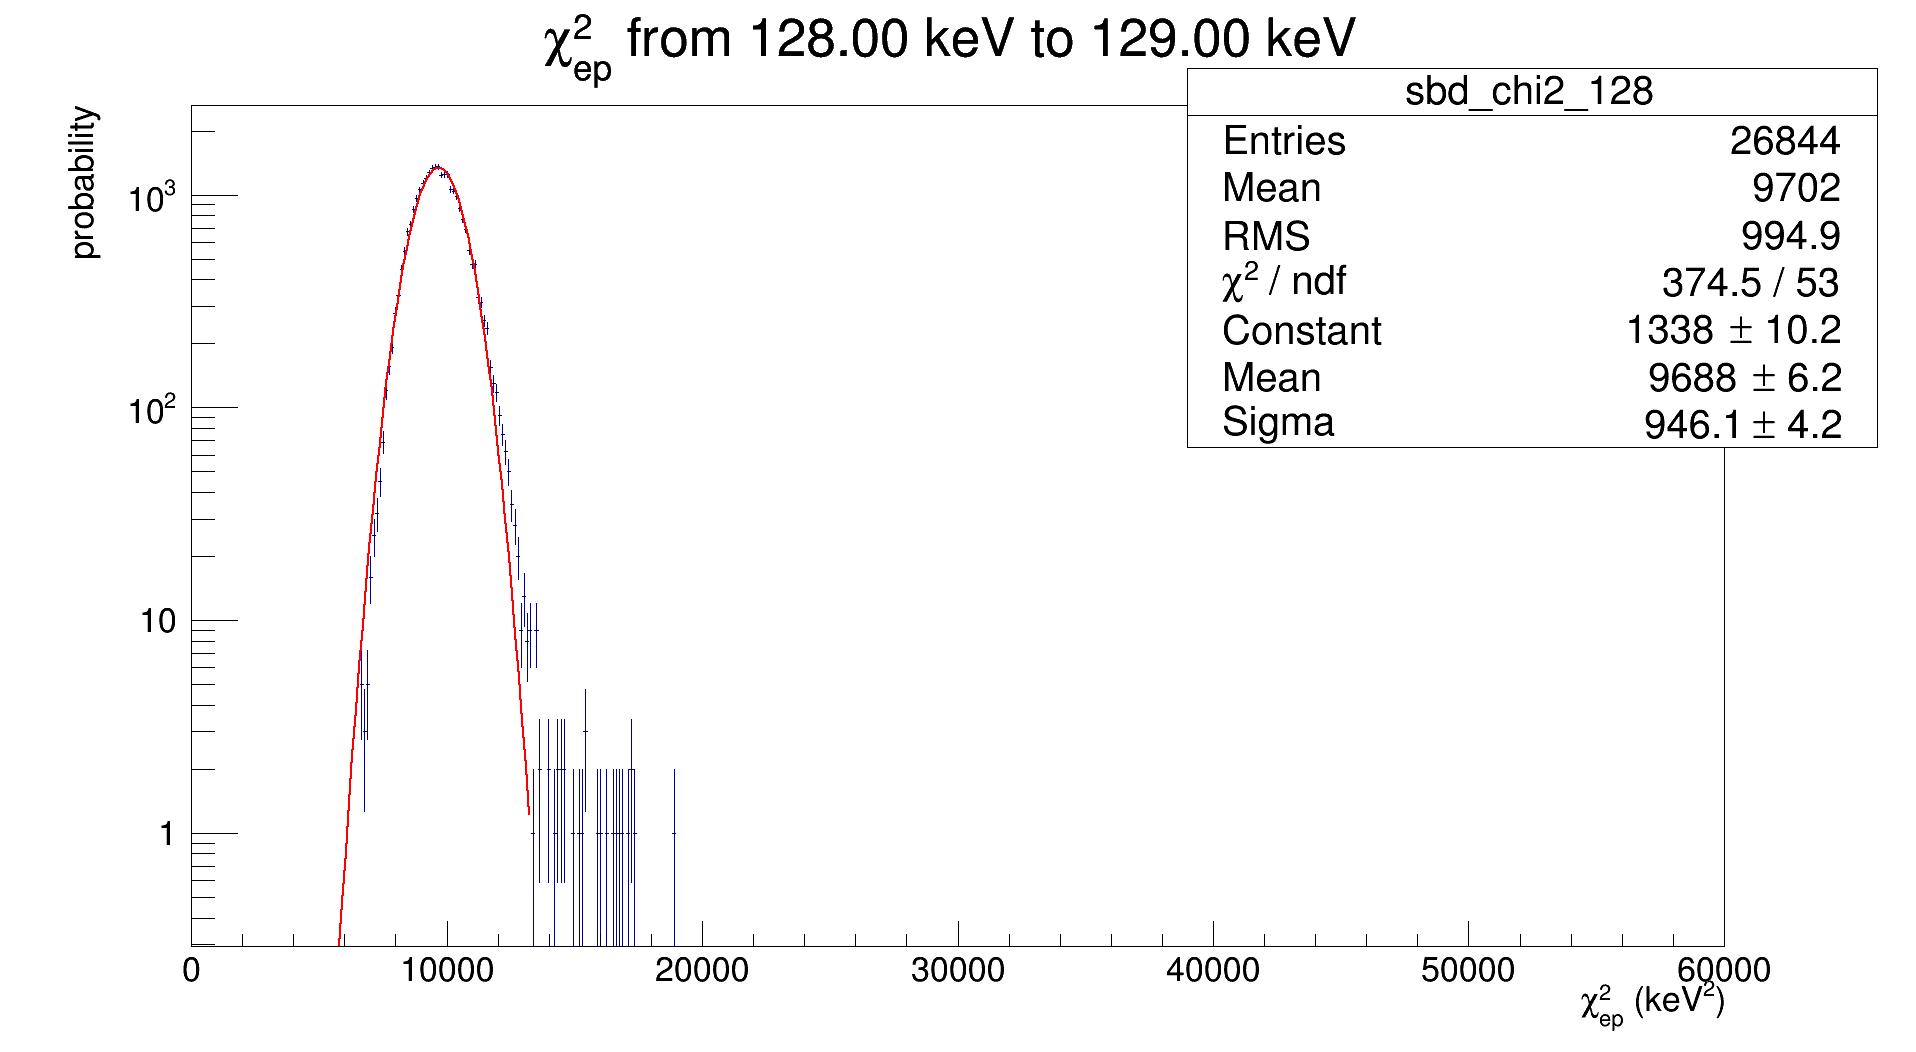 χ²ep from 128.00 keV to 129.00 keV
sbd_chi2_128
Entries 26844
Mean 9702
RMS 994.9
χ² / ndf 374.5 / 53
Constant 1338 ± 10.2
Mean 9688 ± 6.2
Sigma 946.1 ± 4.2
probability
10³
10²
10
1
0 10000 20000 30000 40000 50000 60000
χ²ep (keV²)